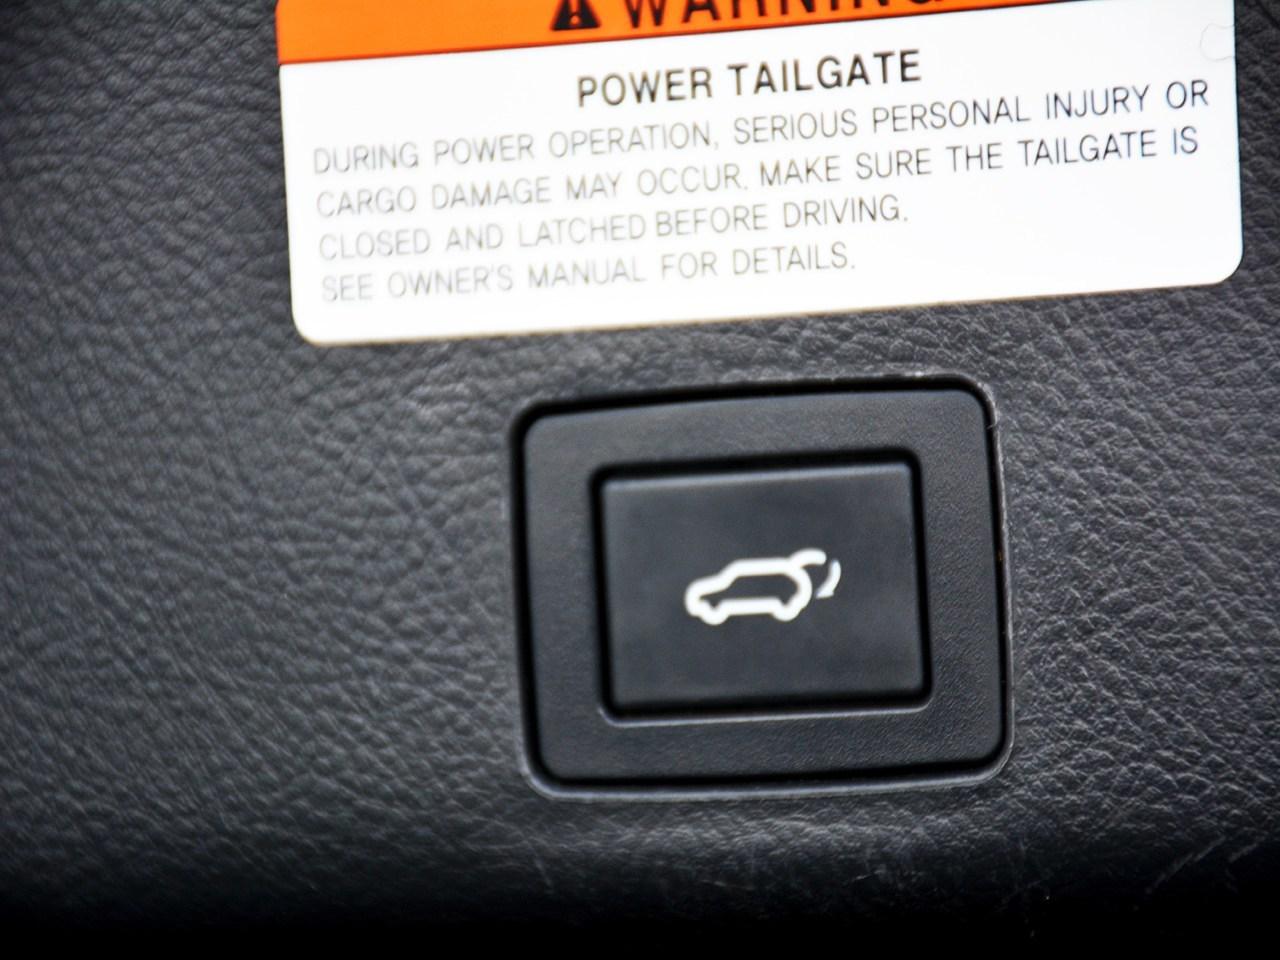 WARNING
POWER TAILGATE
DURING POWER OPERATION, SERIOUS PERSONAL INJURY OR
CARGO DAMAGE MAY OCCUR. MAKE SURE THE TAILGATE IS
CLOSED AND LATCHED BEFORE DRIVING.
SEE OWNER'S MANUAL FOR DETAILS.